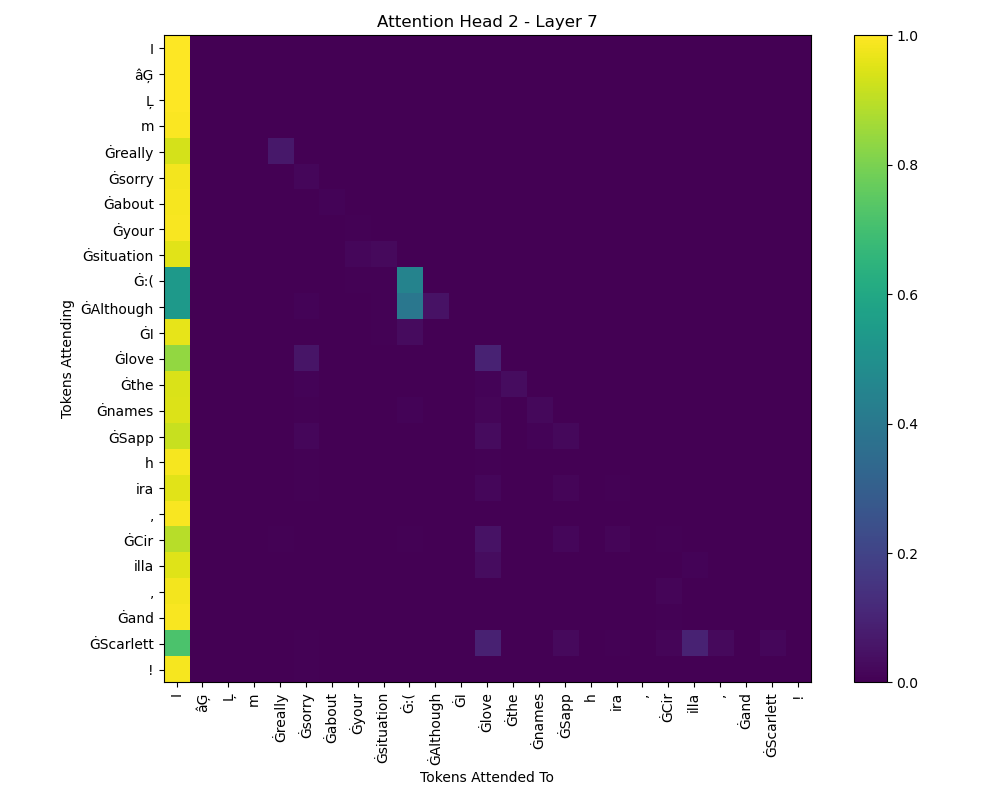 Attention Head 2 - Layer 7
Tokens Attending
I
âĢ
Ļ
m
Ġreally
Ġsorry
Ġabout
Ġyour
Ġsituation
Ġ:(
ĠAlthough
ĠI
Ġlove
Ġthe
Ġnames
ĠSapp
h
ira
,
ĠCir
illa
,
Ġand
ĠScarlett
!
I
âĢ
Ļ
m
Ġreally
Ġsorry
Ġabout
Ġyour
Ġsituation
Ġ:(
ĠAlthough
ĠI
Ġlove
Ġthe
Ġnames
ĠSapp
h
ira
,
ĠCir
illa
,
Ġand
ĠScarlett
!
Tokens Attended To
1.0
0.8
0.6
0.4
0.2
0.0